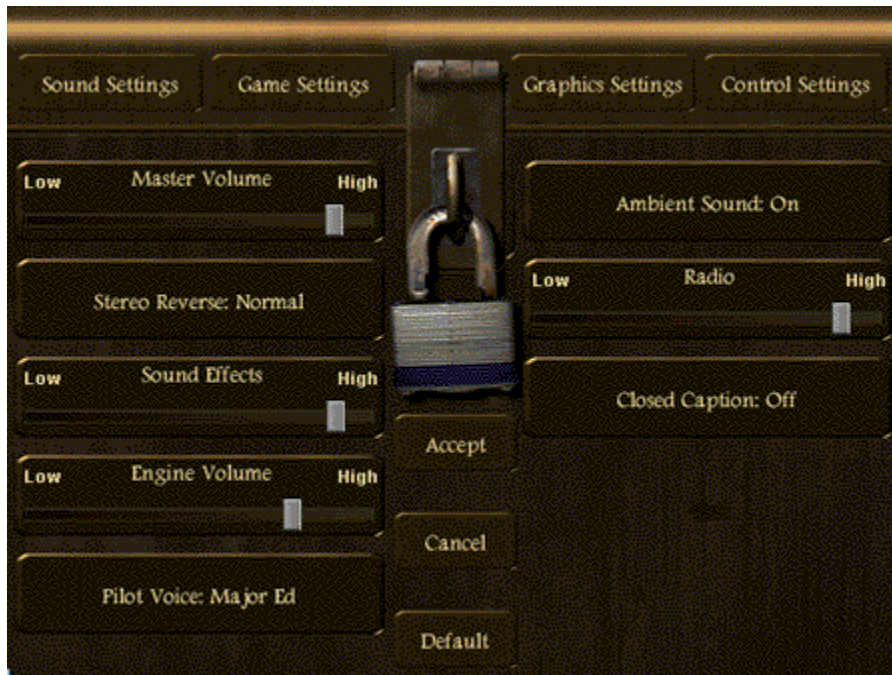 Sound Settings
Game Settings
Graphics Settings
Control Settings
Master Volume
Low
High
Stereo Reverse: Normal
Sound Effects
Low
High
Engine Volume
Low
High
Pilot Voice: Major Ed
Accept
Cancel
Default
Ambient Sound: On
Radio
Low
High
Closed Caption: Off